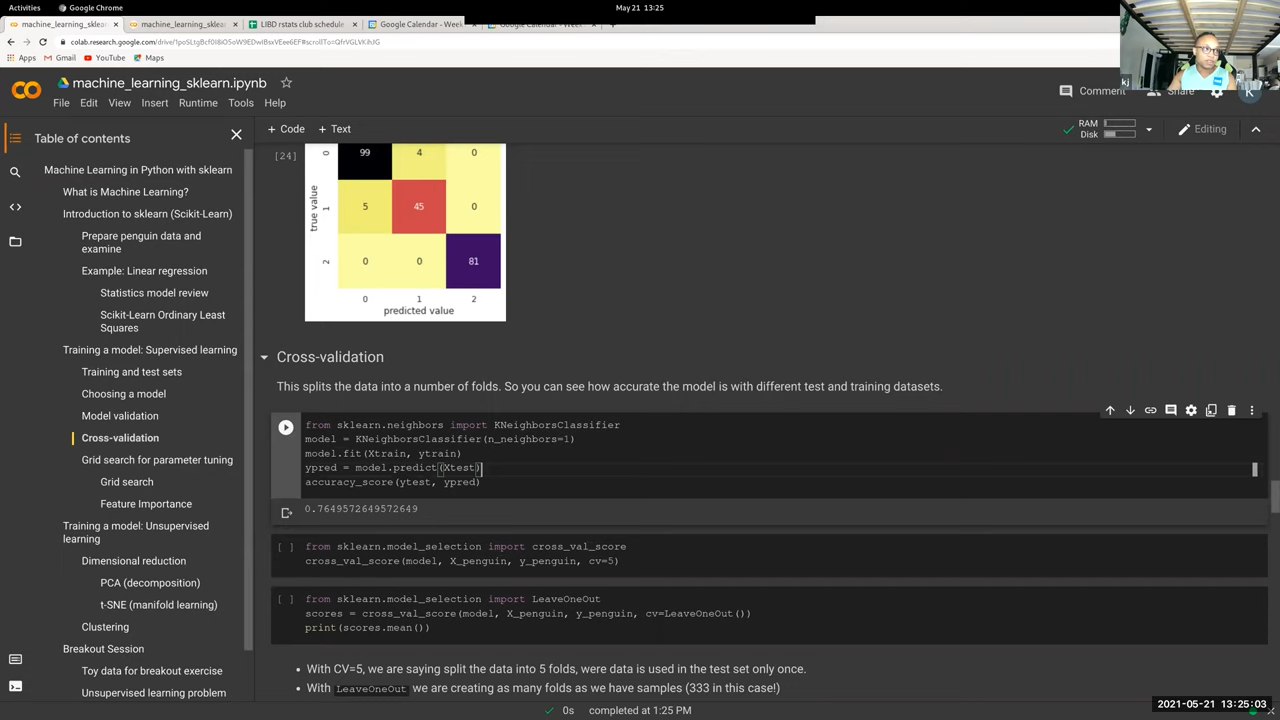 Activities
Google Chrome
May 21 13:25
machine_learning_sklearn.i
machine_learning_sklearn.i
LIBD rstats club schedule
Google Calendar - Week
Google Calendar - Week
Apps
Gmail
YouTube
Maps
kj
machine_learning_sklearn.ipynb
Comment
Share
K
File Edit View Insert Runtime Tools Help
Table of contents
+ Code + Text
RAM
Disk
Editing
Machine Learning in Python with sklearn
What is Machine Learning?
Introduction to sklearn (Scikit-Learn)
Prepare penguin data and
examine
Example: Linear regression
Statistics model review
Scikit-Learn Ordinary Least
Squares
Training a model: Supervised learning
Training and test sets
Choosing a model
Model validation
Cross-validation
Grid search for parameter tuning
Grid search
Feature Importance
Training a model: Unsupervised
learning
Dimensional reduction
PCA (decomposition)
t-SNE (manifold learning)
Clustering
Breakout Session
Toy data for breakout exercise
Unsupervised learning problem
[24]
0 99 4 0
true value
1 5 45 0
2 0 0 81
0 1 2
predicted value
Cross-validation
This splits the data into a number of folds. So you can see how accurate the model is with different test and training datasets.
from sklearn.neighbors import KNeighborsClassifier
model = KNeighborsClassifier(n_neighbors=1)
model.fit(Xtrain, ytrain)
ypred = model.predict(Xtest)
accuracy_score(ytest, ypred)
0.7649572649572649
[ ] from sklearn.model_selection import cross_val_score
cross_val_score(model, X_penguin, y_penguin, cv=5)
[ ] from sklearn.model_selection import LeaveOneOut
scores = cross_val_score(model, X_penguin, y_penguin, cv=LeaveOneOut())
print(scores.mean())
• With CV=5, we are saying split the data into 5 folds, were data is used in the test set only once.
• With LeaveOneOut we are creating as many folds as we have samples (333 in this case!)
0s completed at 1:25 PM
2021-05-21 13:25:03